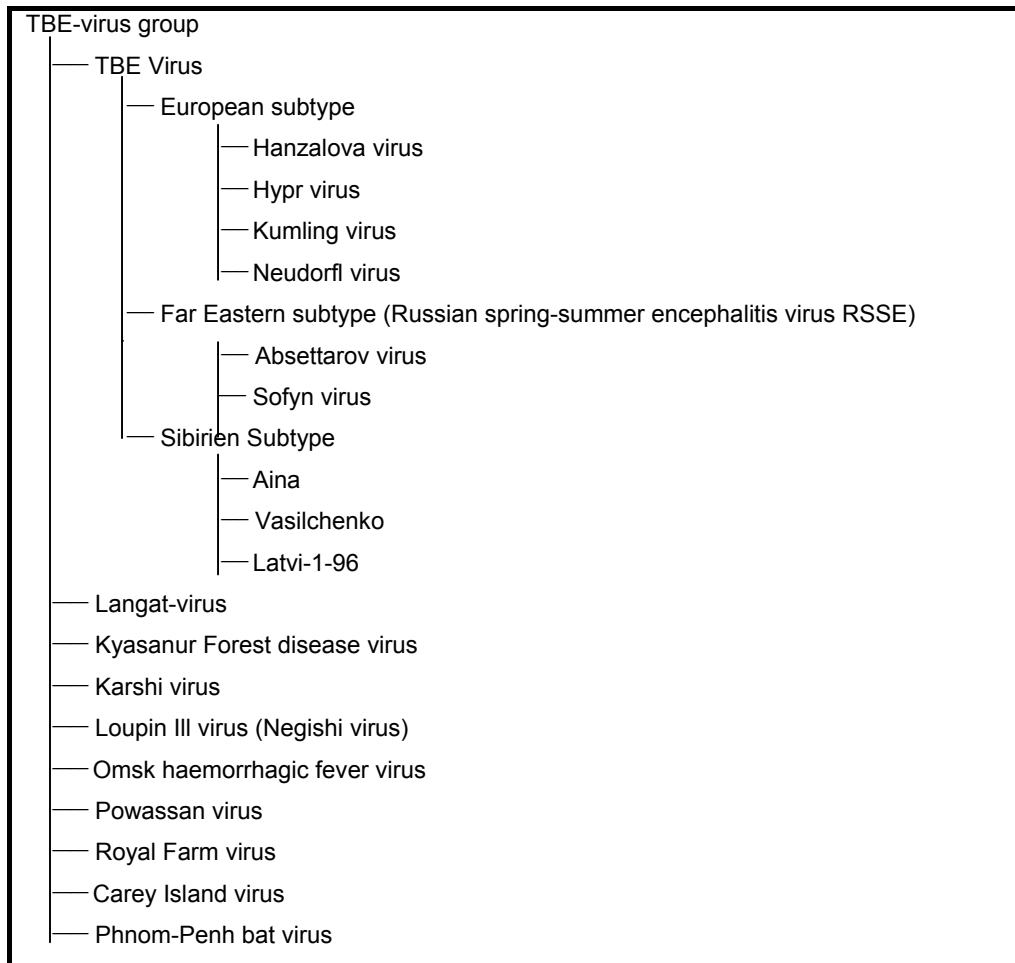 TBE-virus group
TBE Virus
European subtype
Hanzalova virus
Hypr virus
Kumling virus
Neudorfl virus
Far Eastern subtype (Russian spring-summer encephalitis virus RSSE)
Absettarov virus
Sofyn virus
Sibirien Subtype
Aina
Vasilchenko
Latvi-1-96
Langat-virus
Kyasanur Forest disease virus
Karshi virus
Loupin Ill virus (Negishi virus)
Omsk haemorrhagic fever virus
Powassan virus
Royal Farm virus
Carey Island virus
Phnom-Penh bat virus